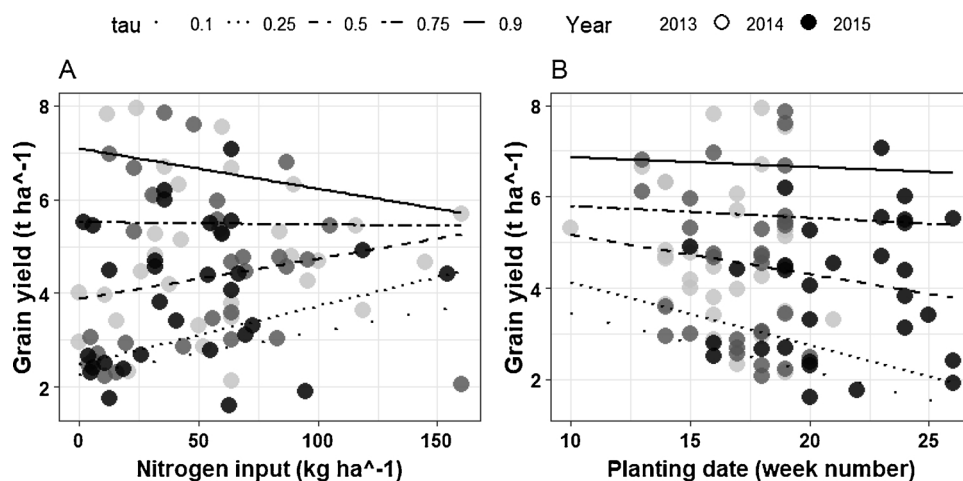 tau 0.1 0.25 0.5 0.75 0.9 Year 2013 2014 2015
A
B
8
6
4
2
Grain yield (t ha^-1)
0 50 100 150
Nitrogen input (kg ha^-1)
8
6
4
2
Grain yield (t ha^-1)
10 15 20 25
Planting date (week number)